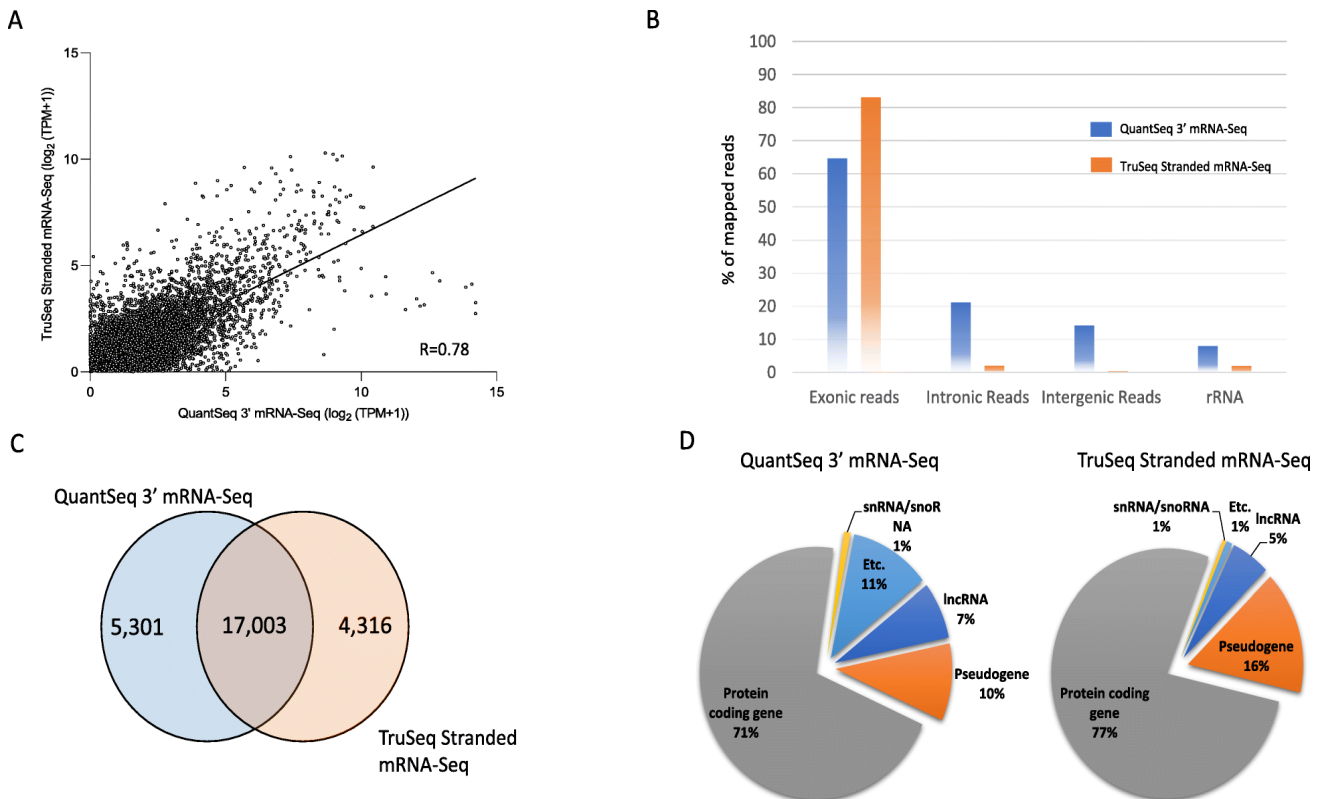 A
15
10
5
0
TruSeq Stranded mRNA-Seq (log2 (TPM+1))
R=0.78
0
5
10
15
QuantSeq 3' mRNA-Seq (log2 (TPM+1))
B
100
90
80
70
60
50
40
30
20
10
0
% of mapped reads
QuantSeq 3' mRNA-Seq
TruSeq Stranded mRNA-Seq
Exonic reads
Intronic Reads
Intergenic Reads
rRNA
C
QuantSeq 3' mRNA-Seq
5,301
17,003
4,316
TruSeq Stranded
mRNA-Seq
D
QuantSeq 3' mRNA-Seq
snRNA/snoR
NA
1%
Etc.
11%
lncRNA
7%
Pseudogene
10%
Protein
coding gene
71%
TruSeq Stranded mRNA-Seq
snRNA/snoRNA
1%
Etc.
1%
lncRNA
5%
Pseudogene
16%
Protein coding
gene
77%